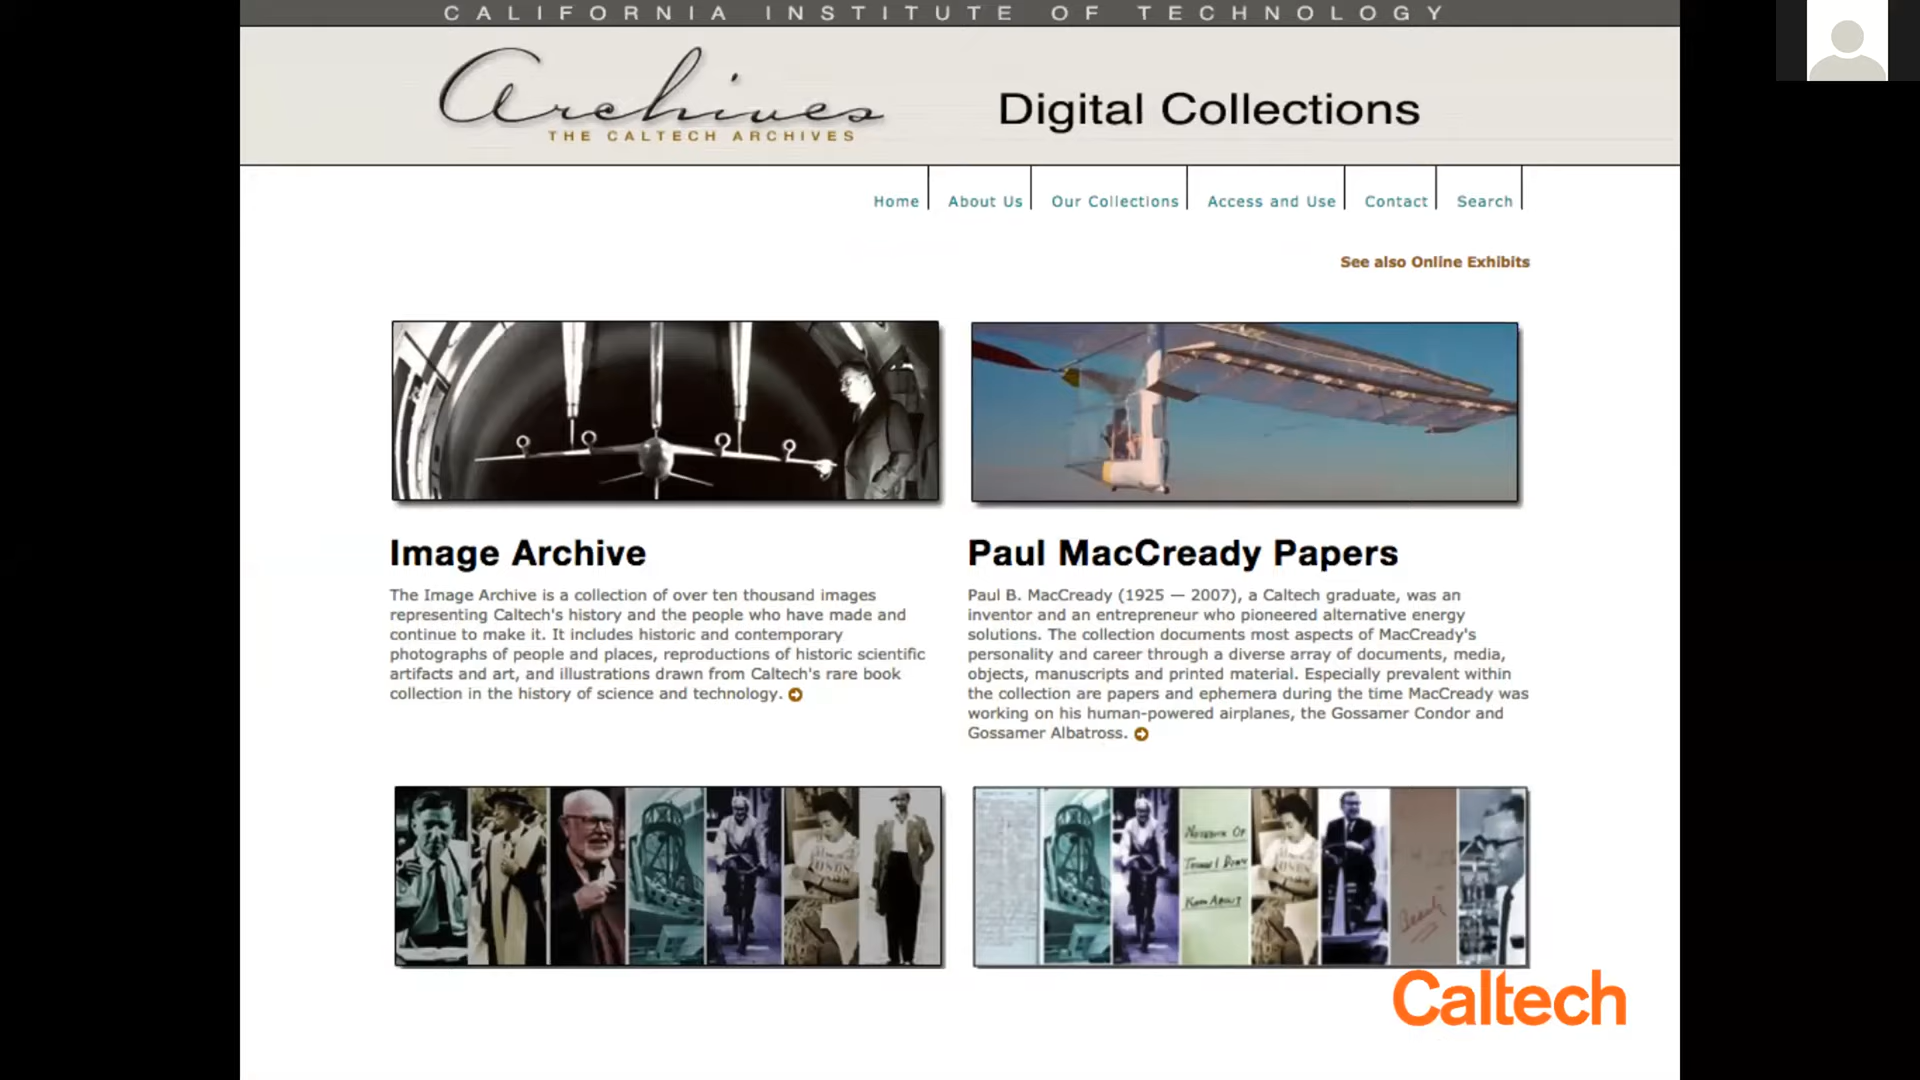 CALIFORNIA INSTITUTE OF TECHNOLOGY
Archives
THE CALTECH ARCHIVES
Digital Collections
Home
About Us
Our Collections
Access and Use
Contact
Search
See also Online Exhibits
Image Archive
The Image Archive is a collection of over ten thousand images
representing Caltech's history and the people who have made and
continue to make it. It includes historic and contemporary
photographs of people and places, reproductions of historic scientific
artifacts and art, and illustrations drawn from Caltech's rare book
collection in the history of science and technology.
Paul MacCready Papers
Paul B. MacCready (1925 — 2007), a Caltech graduate, was an
inventor and an entrepreneur who pioneered alternative energy
solutions. The collection documents most aspects of MacCready's
personality and career through a diverse array of documents, media,
objects, manuscripts and printed material. Especially prevalent within
the collection are papers and ephemera during the time MacCready was
working on his human-powered airplanes, the Gossamer Condor and
Gossamer Albatross.
Caltech